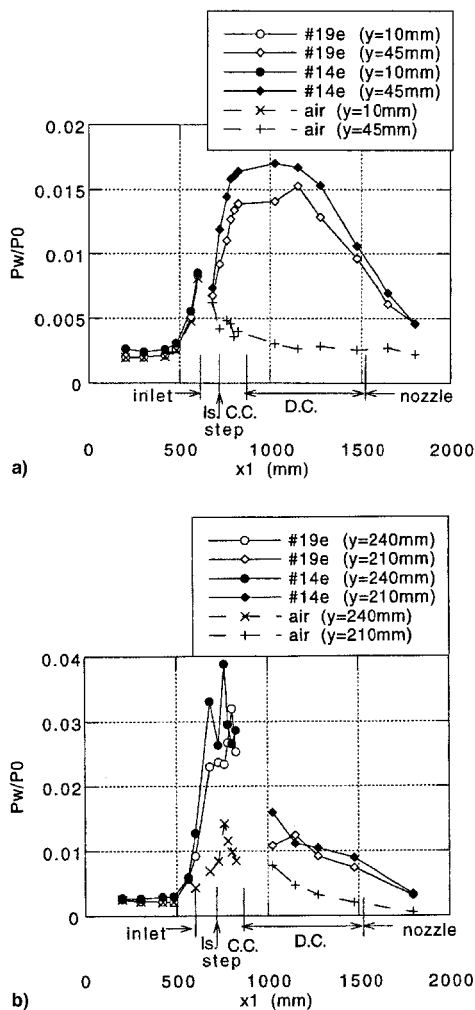 #19e (y=10mm)
#19e (y=45mm)
#14e (y=10mm)
#14e (y=45mm)
air (y=10mm)
air (y=45mm)
0.02
0.015
0.01
0.005
0
Pw/P0
inlet
Is.
C.C.
step
D.C.
nozzle
0 500 1000 1500 2000
x1 (mm)
a)
#19e (y=240mm)
#19e (y=210mm)
#14e (y=240mm)
#14e (y=210mm)
air (y=240mm)
air (y=210mm)
0.04
0.03
0.02
0.01
0
Pw/P0
inlet
Is.
C.C.
step
D.C.
nozzle
0 500 1000 1500 2000
x1 (mm)
b)